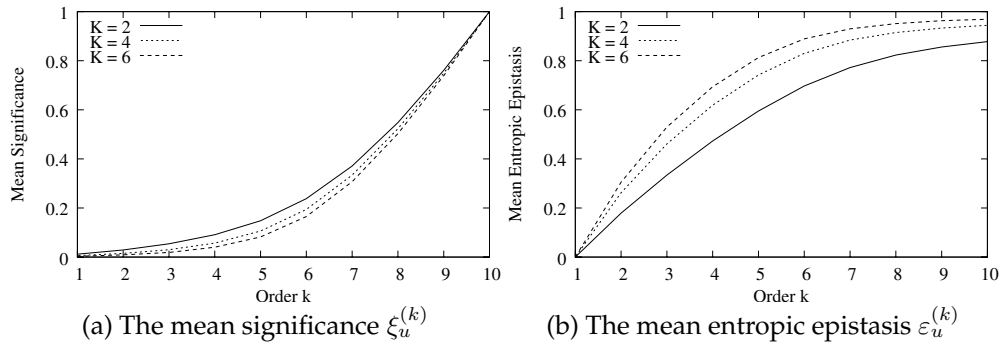 1
0.8
0.6
0.4
0.2
0
Mean Significance
K = 2
K = 4
K = 6
1 2 3 4 5 6 7 8 9 10
Order k
(a) The mean significance ξ_u^(k)
1
0.8
0.6
0.4
0.2
0
Mean Entropic Epistasis
K = 2
K = 4
K = 6
1 2 3 4 5 6 7 8 9 10
Order k
(b) The mean entropic epistasis ε_u^(k)